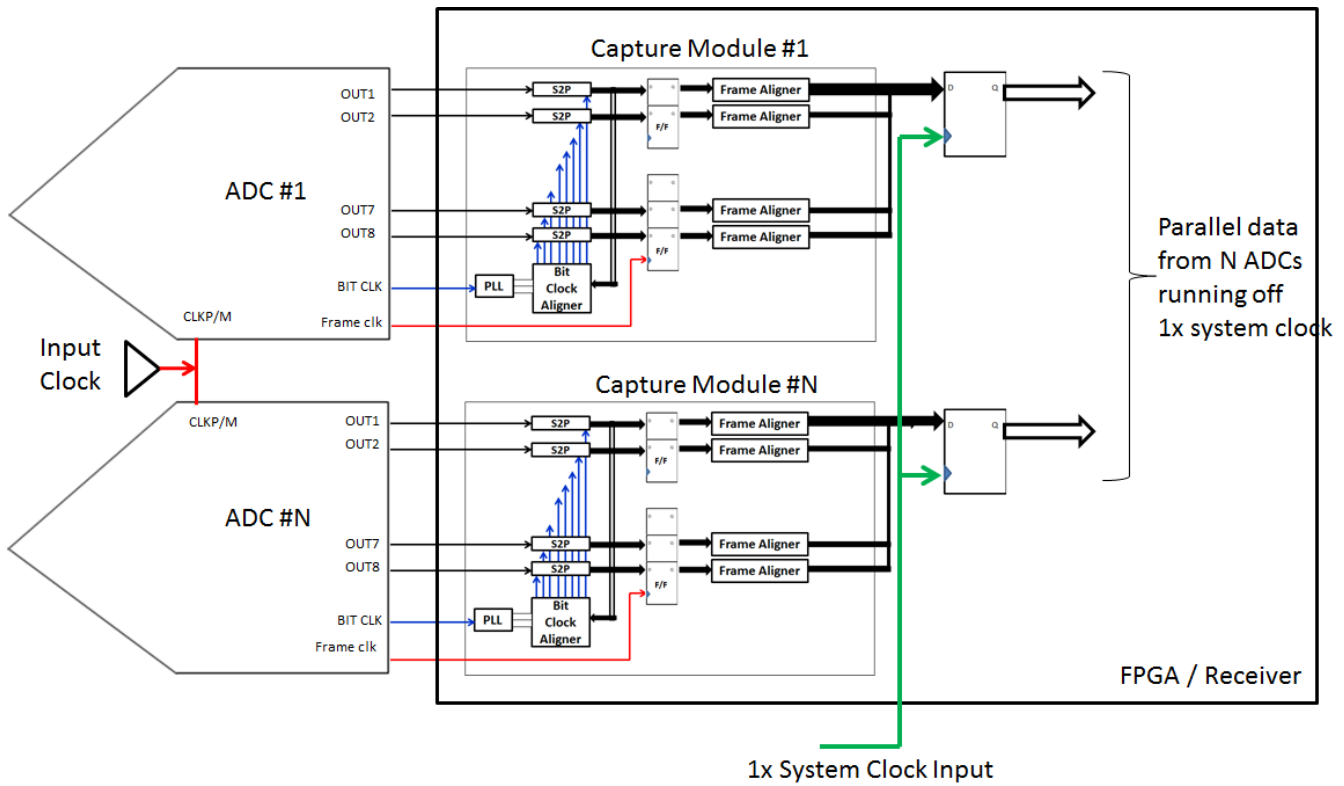 Capture Module #1
OUT1
S2P
Frame Aligner
D
Q
OUT2
S2P
F/F
Frame Aligner
ADC #1
OUT7
S2P
Frame Aligner
OUT8
S2P
F/F
Frame Aligner
BIT CLK
PLL
Bit
Clock
Aligner
CLKP/M
Frame clk
Input
Clock
Parallel data
from N ADCs
running off
1x system clock
Capture Module #N
CLKP/M
OUT1
S2P
Frame Aligner
D
Q
OUT2
S2P
F/F
Frame Aligner
ADC #N
OUT7
S2P
Frame Aligner
OUT8
S2P
F/F
Frame Aligner
BIT CLK
PLL
Bit
Clock
Aligner
Frame clk
FPGA / Receiver
1x System Clock Input